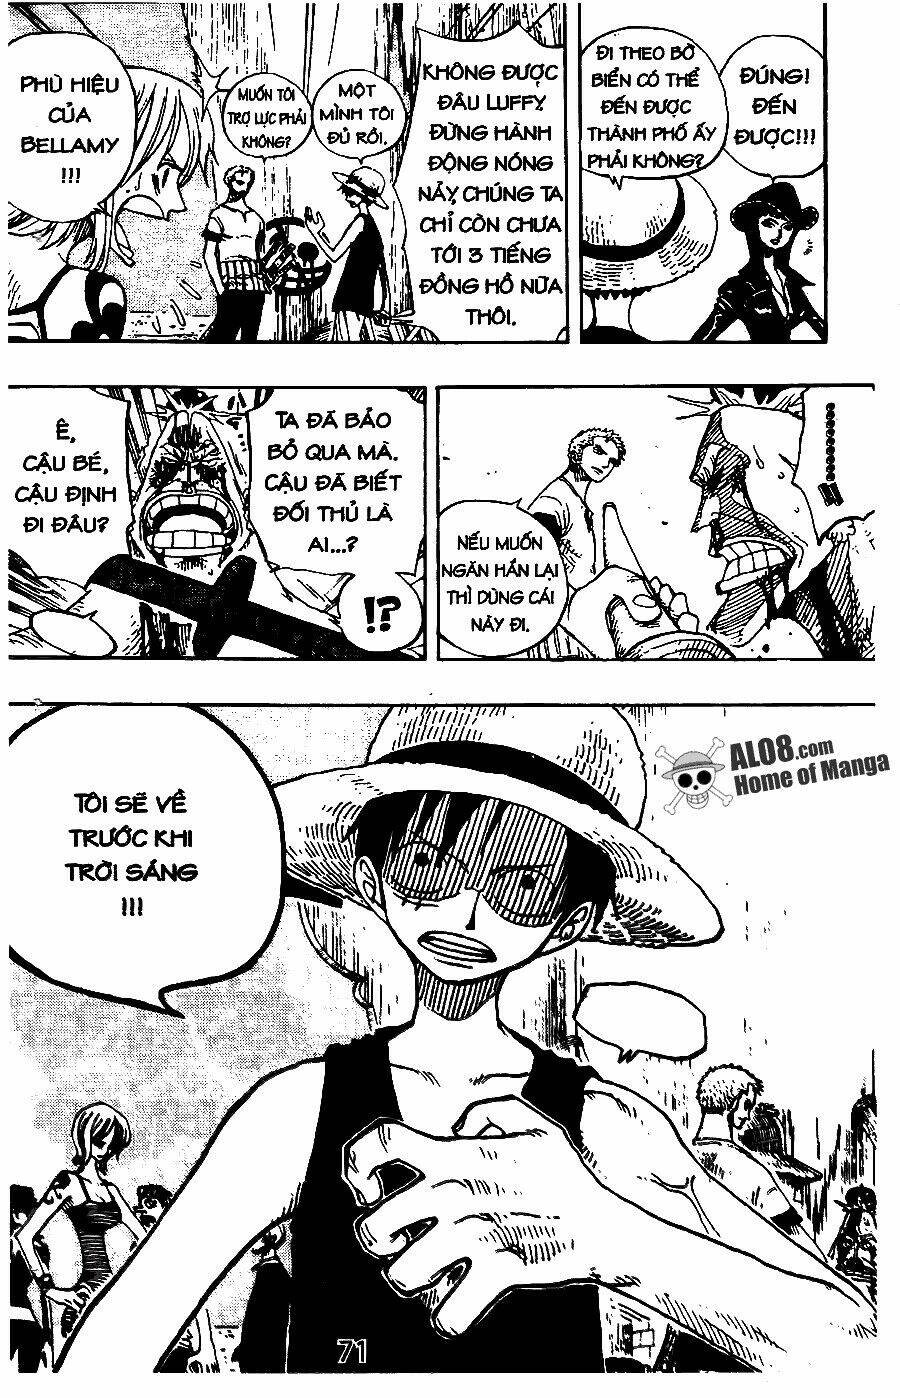 ĐÚNG!
ĐẾN
ĐƯỢC!!!
ĐI THEO BỜ
BIỂN CÓ THỂ
ĐẾN ĐƯỢC
THÀNH PHỐ ẤY
PHẢI KHÔNG?
KHÔNG ĐƯỢC
ĐÂU LUFFY.
ĐỪNG HÀNH
ĐỘNG NÓNG
NẢY, CHÚNG TA
CHỈ CÒN CHƯA
TỚI 3 TIẾNG
ĐỒNG HỒ NỮA
THÔI.
MỘT
MÌNH TÔI
ĐỦ RỒI.
MUỐN TÔI
TRỢ LỰC PHẢI
KHÔNG?
PHÙ HIỆU
CỦA
BELLAMY
!!!
NẾU MUỐN
NGĂN HẮN LẠI
THÌ DÙNG CÁI
NÀY ĐI.
TA ĐÃ BẢO
BỎ QUA MÀ.
CẬU ĐÃ BIẾT
ĐỐI THỦ LÀ
AI...?
!?
Ê,
CẬU BÉ,
CẬU ĐỊNH
ĐI ĐÂU?
AL08.com
Home of Manga
TÔI SẼ VỀ
TRƯỚC KHI
TRỜI SÁNG
!!!
71